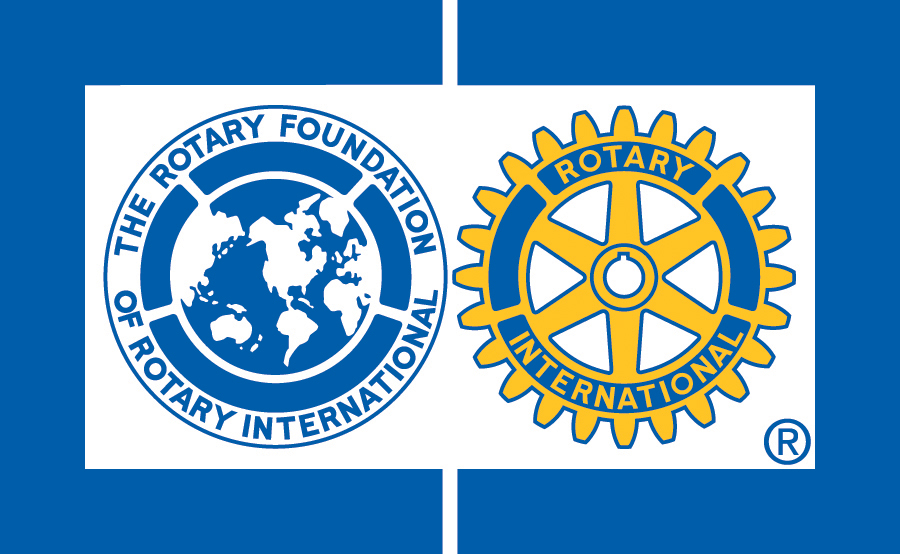 THE ROTARY FOUNDATION
OF ROTARY INTERNATIONAL
ROTARY
INTERNATIONAL
®